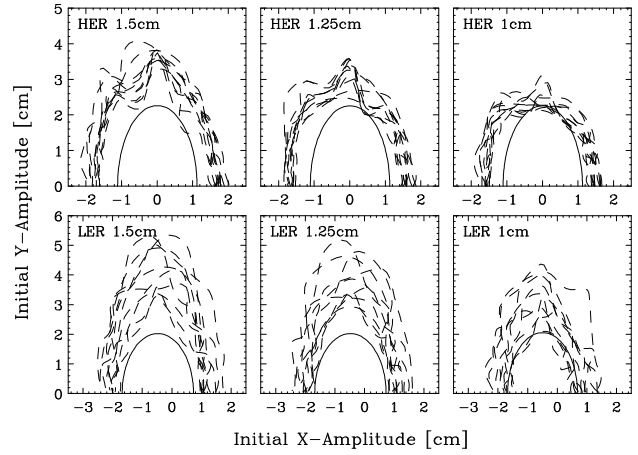 HER 1.5cm
HER 1.25cm
HER 1cm
5
4
3
2
1
0
−2 −1 0 1 2
−2 −1 0 1 2
−2 −1 0 1 2
LER 1.5cm
LER 1.25cm
LER 1cm
6
5
4
3
2
1
0
−3 −2 −1 0 1 2
−3 −2 −1 0 1 2
−3 −2 −1 0 1 2
Initial Y−Amplitude [cm]
Initial X−Amplitude [cm]